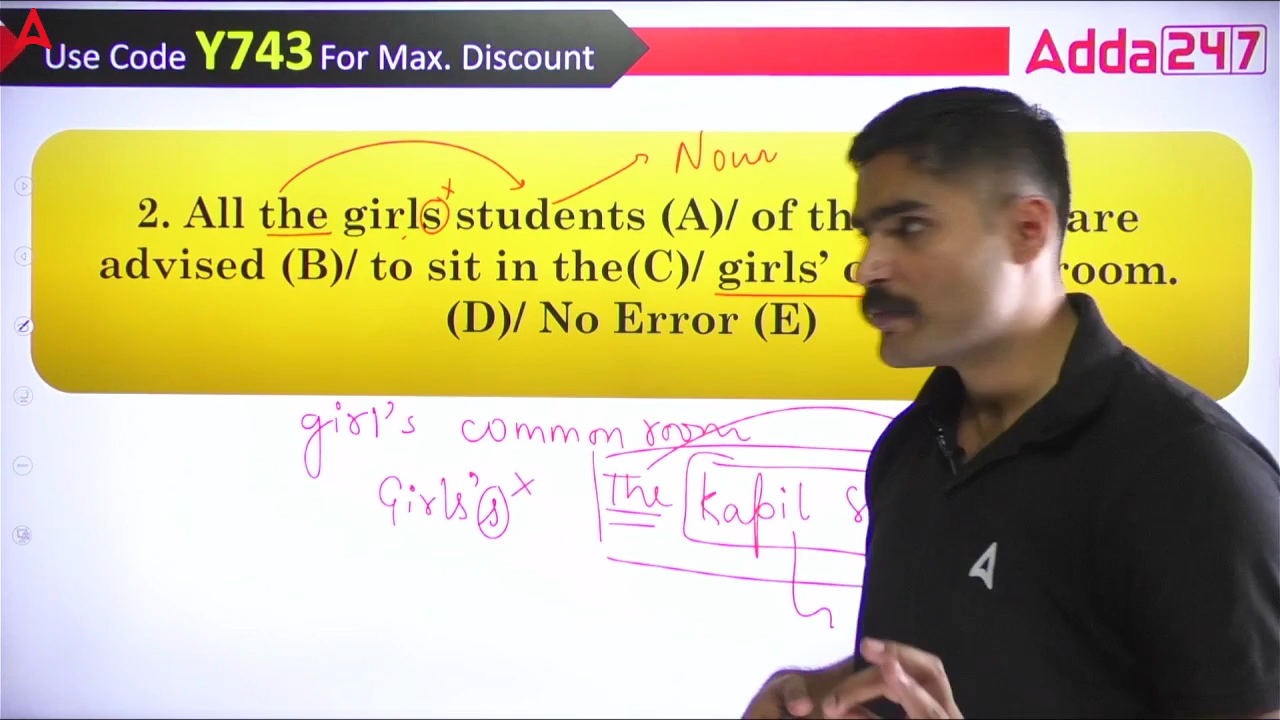 Use Code Y743 For Max. Discount
Adda247
2. All the girls students (A)/ of th are
advised (B)/ to sit in the(C)/ girls' room.
(D)/ No Error (E)
x
Noun
girl's common room
Girls's x
The Kapil